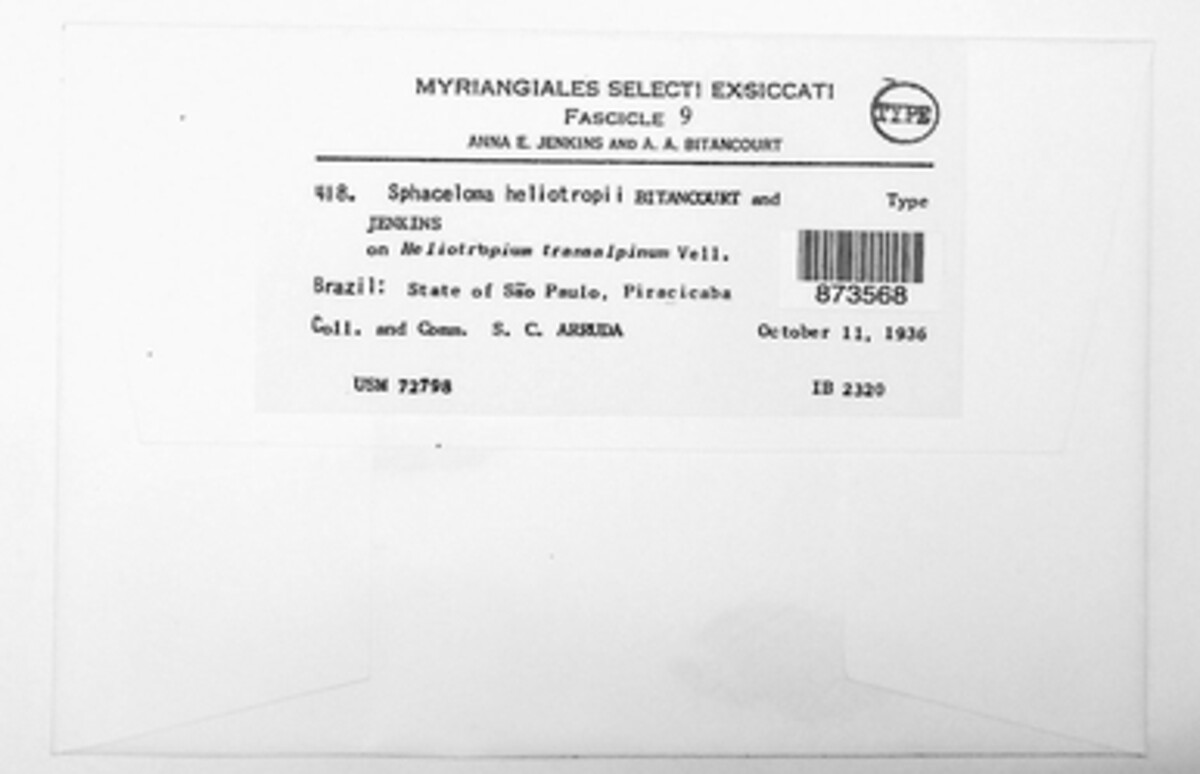 MYRIANGIALES SELECTI EXSICCATI
FASCICLE 9
TYPE
ANNA E. JENKINS AND A. A. BITANCOURT
418. Sphaceloma heliotropii BITANCOURT and Type
JENKINS
on Heliotropium transalpinum Vell.
873568
Brazil: State of São Paulo, Piracicaba
Coll. and Comm. S. C. ARRUDA October 11, 1936
USM 72798 IB 2320